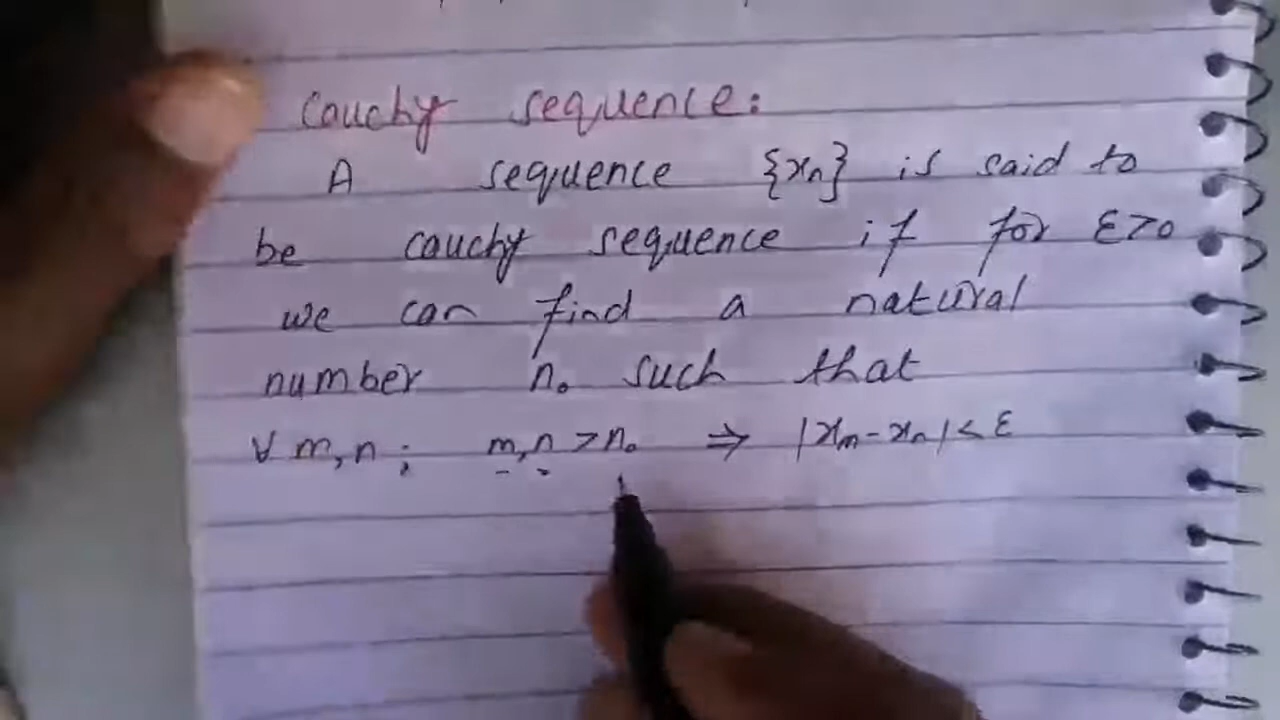 Cauchy sequence:
A sequence {xₙ} is said to
be cauchy sequence if for ε>0
we can find a natural
number n₀ such that
∀ m,n ; m,n >n₀ ⇒ |xₘ-xₙ|<ε